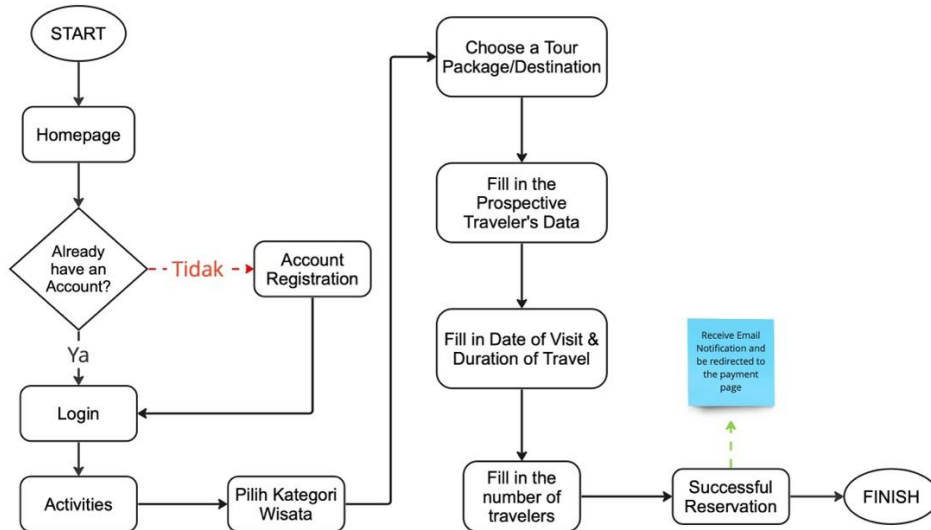 START
Homepage
Already
have an
Account?
Tidak
Account
Registration
Ya
Login
Activities
Pilih Kategori
Wisata
Choose a Tour
Package/Destination
Fill in the
Prospective
Traveler's Data
Fill in Date of Visit &
Duration of Travel
Fill in the
number of
travelers
Receive Email
Notification and
be redirected to
the payment
page
Successful
Reservation
FINISH